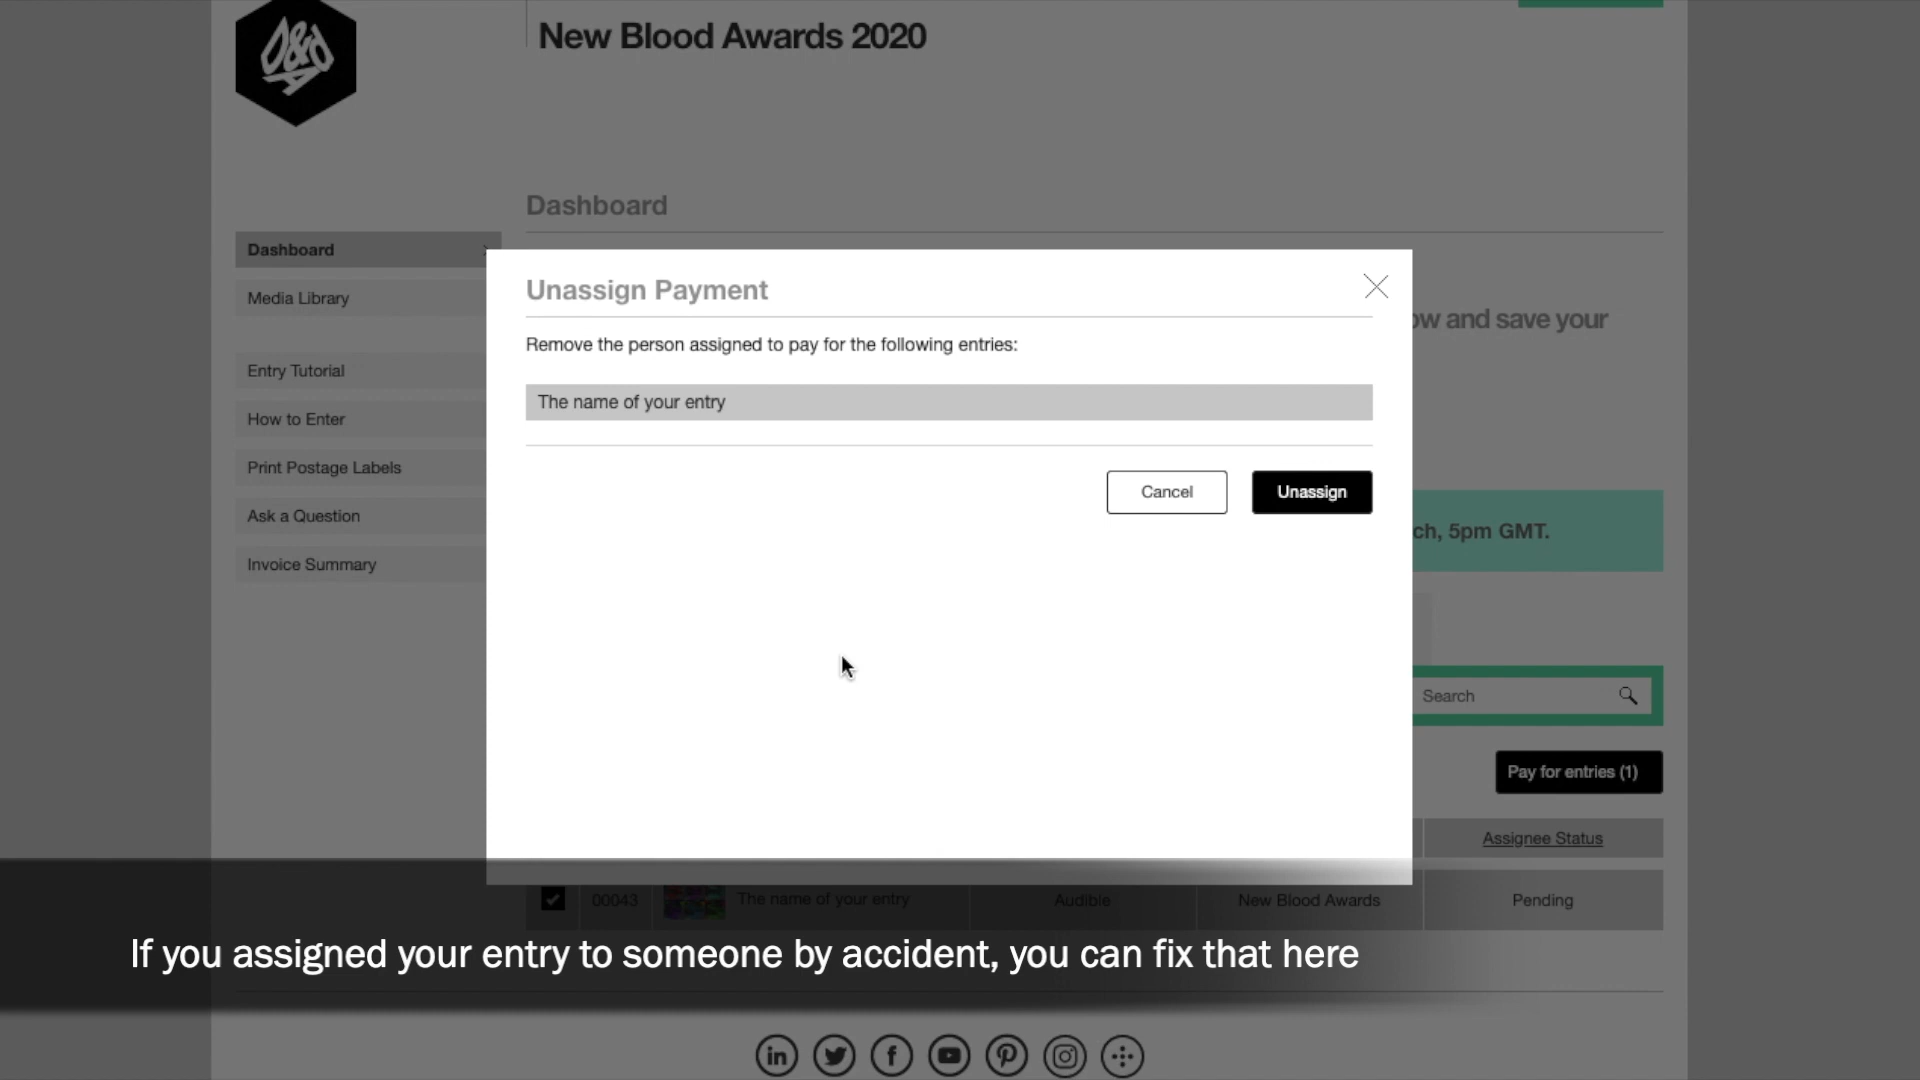 D&AD
New Blood Awards 2020
Dashboard
Dashboard
Media Library
Entry Tutorial
How to Enter
Print Postage Labels
Ask a Question
Invoice Summary
Unassign Payment
Remove the person assigned to pay for the following entries:
The name of your entry
Cancel
Unassign
ow and save your
ch, 5pm GMT.
Search
Pay for entries (1)
Assignee Status
00043 The name of your entry Audible New Blood Awards Pending
If you assigned your entry to someone by accident, you can fix that here